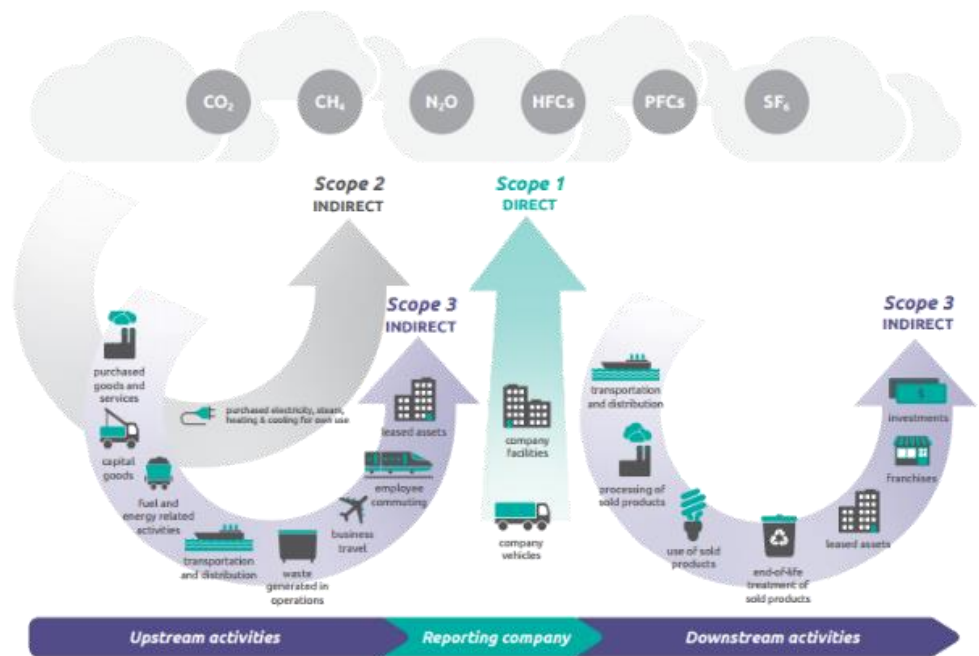 CO₂
CH₄
N₂O
HFCs
PFCs
SF₆
Scope 2
INDIRECT
Scope 1
DIRECT
Scope 3
INDIRECT
Scope 3
INDIRECT
purchased
goods and
services
capital
goods
fuel and
energy related
activities
transportation
and distribution
waste
generated in
operations
business
travel
employee
commuting
leased assets
purchased electricity, steam,
heating & cooling for own use
company
facilities
company
vehicles
transportation
and distribution
processing of
sold products
use of sold
products
end-of-life
treatment of
sold products
leased assets
franchises
investments
Upstream activities
Reporting company
Downstream activities